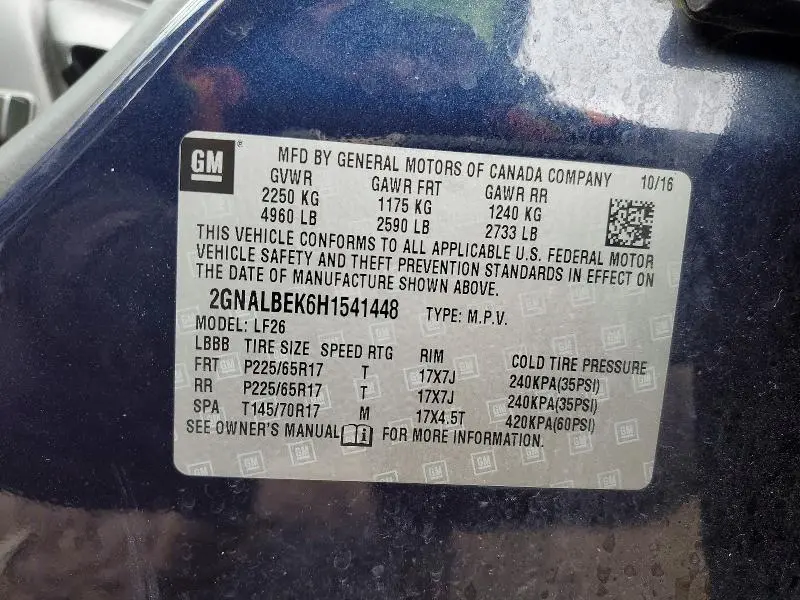 GM ® MFD BY GENERAL MOTORS OF CANADA COMPANY 10/16
GVWR GAWR FRT GAWR RR
2250 KG 1175 KG 1240 KG
4960 LB 2590 LB 2733 LB
THIS VEHICLE CONFORMS TO ALL APPLICABLE U.S. FEDERAL MOTOR
VEHICLE SAFETY AND THEFT PREVENTION STANDARDS IN EFFECT ON
THE DATE OF MANUFACTURE SHOWN ABOVE.
2GNALBEK6H1541448 TYPE: M.P.V.
MODEL: LF26
LBBB TIRE SIZE SPEED RTG RIM COLD TIRE PRESSURE
FRT P225/65R17 T 17X7J 240KPA(35PSI)
RR P225/65R17 T 17X7J 240KPA(35PSI)
SPA T145/70R17 M 17X4.5T 420KPA(60PSI)
SEE OWNER'S MANUAL FOR MORE INFORMATION.